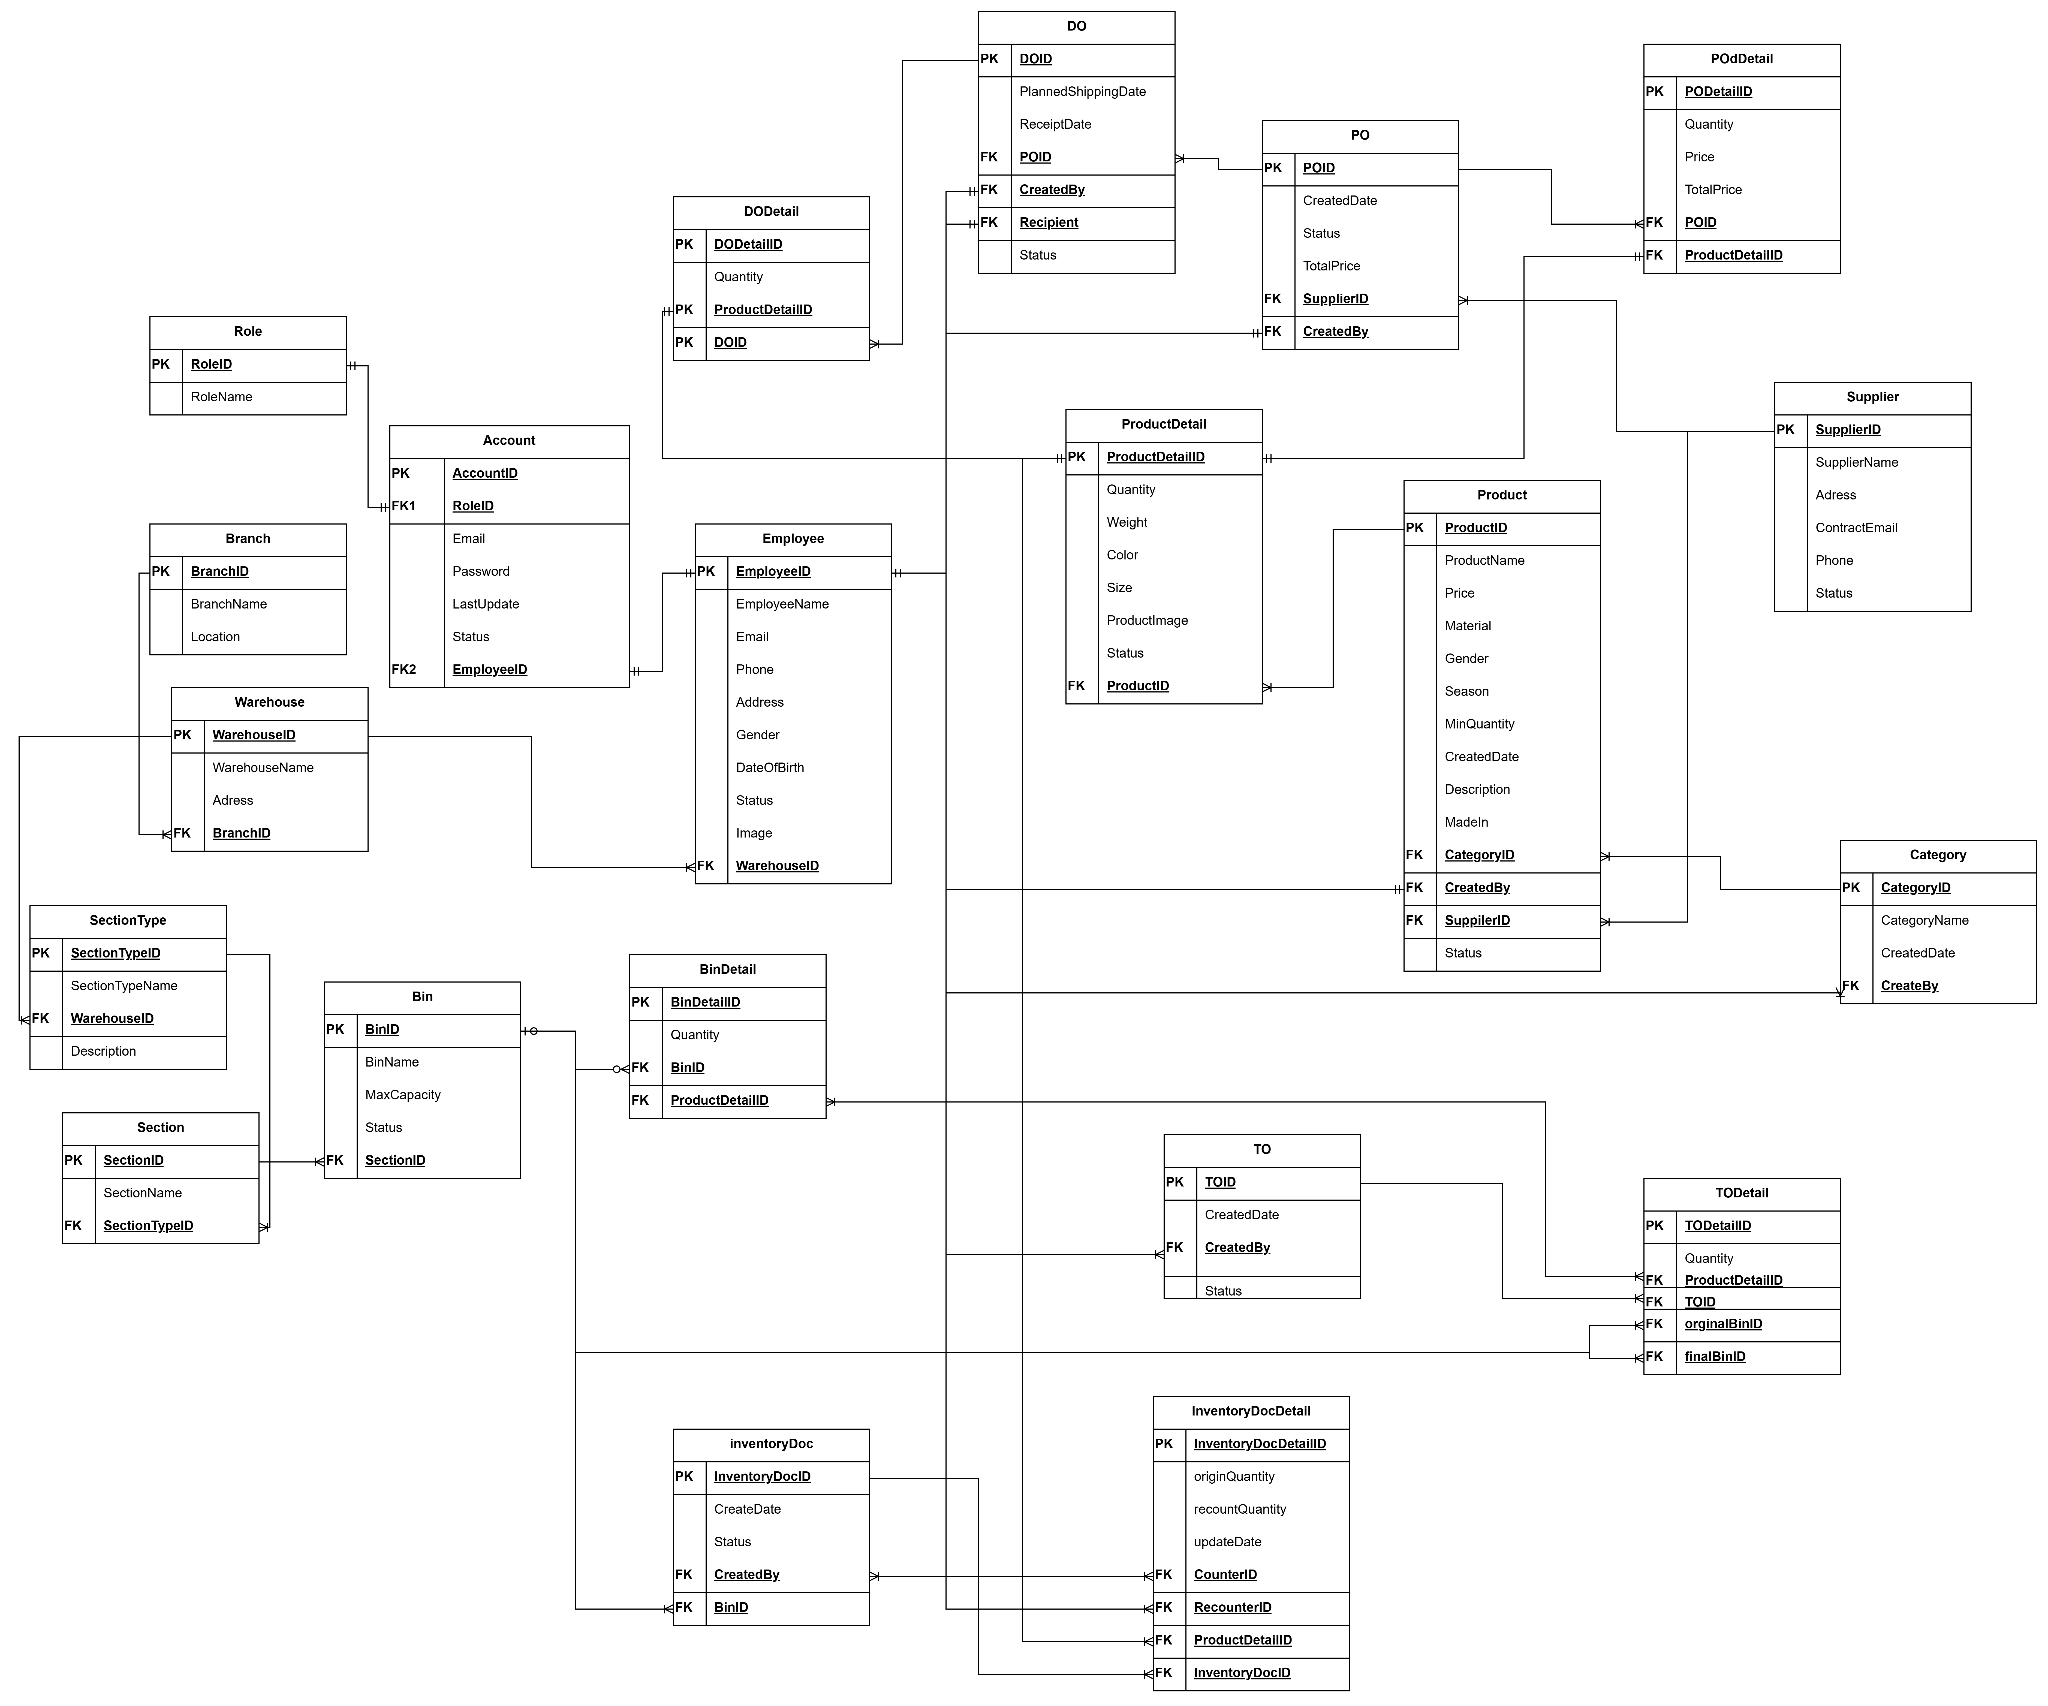 DO
PK DOID
PlannedShippingDate
ReceiptDate
FK POID
FK CreatedBy
FK Recipient
Status
POdDetail
PK PODetailID
Quantity
Price
TotalPrice
FK POID
FK ProductDetailID
PO
PK POID
CreatedDate
Status
TotalPrice
FK SupplierID
FK CreatedBy
DODetail
PK DODetailID
Quantity
PK ProductDetailID
PK DOID
Role
PK RoleID
RoleName
Account
PK AccountID
FK1 RoleID
Email
Password
LastUpdate
Status
FK2 EmployeeID
ProductDetail
PK ProductDetailID
Quantity
Weight
Color
Size
ProductImage
Status
FK ProductID
Supplier
PK SupplierID
SupplierName
Adress
ContractEmail
Phone
Status
Product
PK ProductID
ProductName
Price
Material
Gender
Season
MinQuantity
CreatedDate
Description
MadeIn
FK CategoryID
FK CreatedBy
FK SuppilerID
Status
Branch
PK BranchID
BranchName
Location
Employee
PK EmployeeID
EmployeeName
Email
Phone
Address
Gender
DateOfBirth
Status
Image
FK WarehouseID
Warehouse
PK WarehouseID
WarehouseName
Adress
FK BranchID
Category
PK CategoryID
CategoryName
CreatedDate
FK CreateBy
SectionType
PK SectionTypeID
SectionTypeName
FK WarehouseID
Description
Bin
PK BinID
BinName
MaxCapacity
Status
FK SectionID
BinDetail
PK BinDetailID
Quantity
FK BinID
FK ProductDetailID
Section
PK SectionID
SectionName
FK SectionTypeID
TO
PK TOID
CreatedDate
FK CreatedBy
Status
TODetail
PK TODetailID
Quantity
FK ProductDetailID
FK TOID
FK orginalBinID
FK finalBinID
inventoryDoc
PK InventoryDocID
CreateDate
Status
FK CreatedBy
FK BinID
InventoryDocDetail
PK InventoryDocDetailID
originQuantity
recountQuantity
updateDate
FK CounterID
FK RecounterID
FK ProductDetailID
FK InventoryDocID